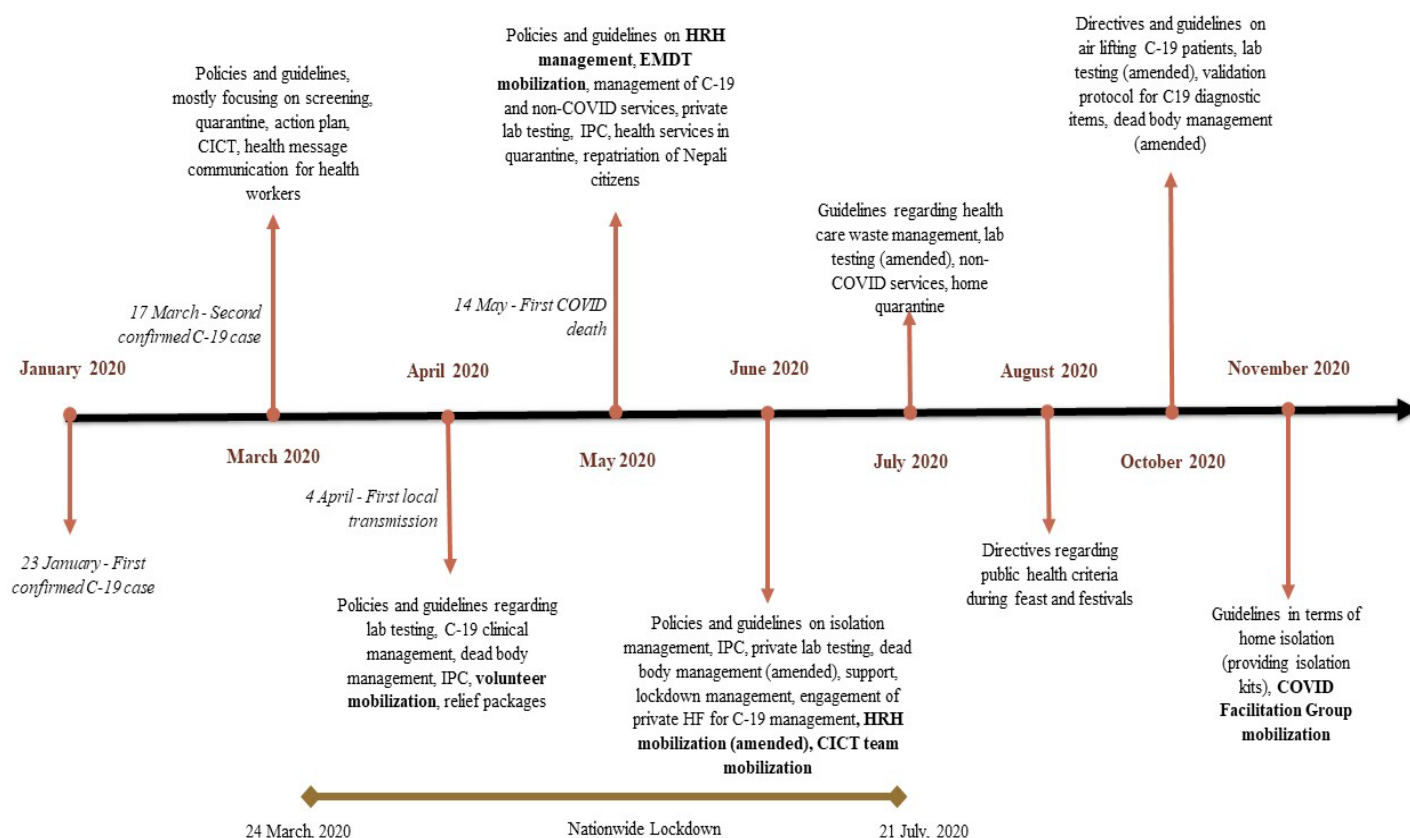 Policies and guidelines,
mostly focusing on screening,
quarantine, action plan,
CICT, health message
communication for health
workers
Policies and guidelines on HRH
management, EMDT
mobilization, management of C-19
and non-COVID services, private
lab testing, IPC, health services in
quarantine, repatriation of Nepali
citizens
Directives and guidelines on
air lifting C-19 patients, lab
testing (amended), validation
protocol for C19 diagnostic
items, dead body management
(amended)
Guidelines regarding health
care waste management, lab
testing (amended), non-
COVID services, home
quarantine
17 March - Second
confirmed C-19 case
14 May - First COVID
death
January 2020
April 2020
June 2020
August 2020
November 2020
March 2020
May 2020
July 2020
October 2020
4 April - First local
transmission
23 January - First
confirmed C-19 case
Policies and guidelines regarding
lab testing, C-19 clinical
management, dead body
management, IPC, volunteer
mobilization, relief packages
Policies and guidelines on isolation
management, IPC, private lab testing, dead
body management (amended), support,
lockdown management, engagement of
private HF for C-19 management, HRH
mobilization (amended), CICT team
mobilization
Directives regarding
public health criteria
during feast and festivals
Guidelines in terms of
home isolation
(providing isolation
kits), COVID
Facilitation Group
mobilization
24 March, 2020
Nationwide Lockdown
21 July, 2020